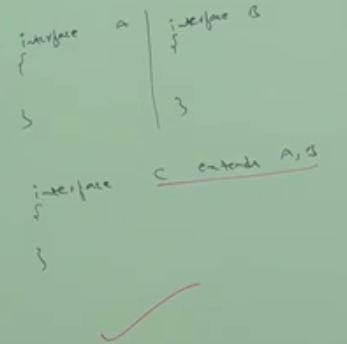 interface A
{
}
interface B
{
}
interface C extends A, B
{
}